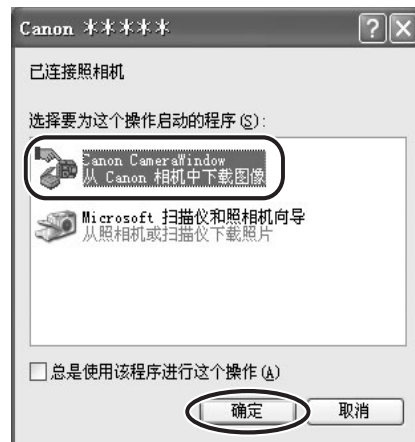 Canon *****
已连接照相机
选择要为这个操作启动的程序(S):
Canon CameraWindow
从 Canon 相机中下载图像
Microsoft 扫描仪和照相机向导
从照相机或扫描仪下载照片
总是使用该程序进行这个操作(A)
确定 取消